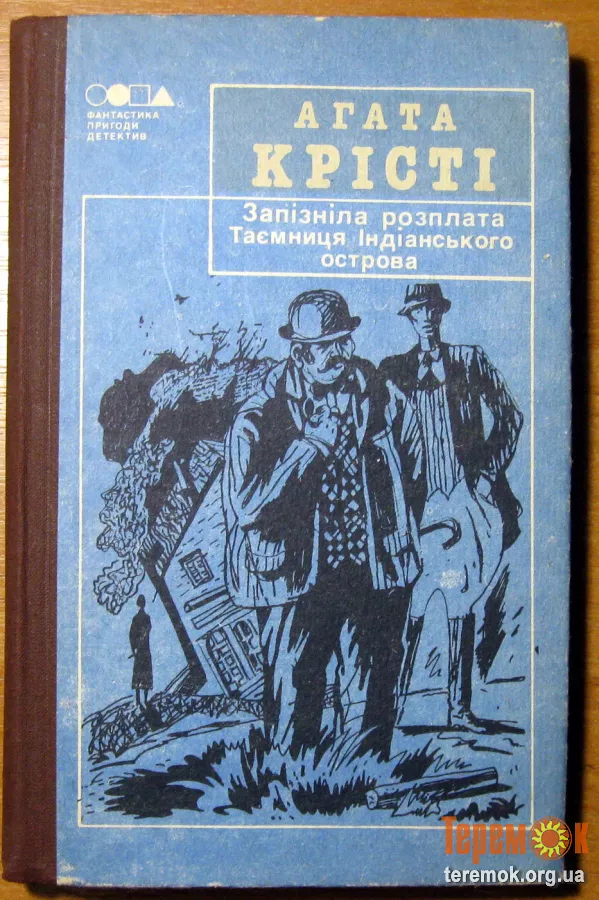 ФАНТАСТИКА
ПРИГОДИ
ДЕТЕКТИВ
АГАТА
КРІСТІ
Запізніла розплата
Таємниця Індіанського
острова
Теремок
teremok.org.ua